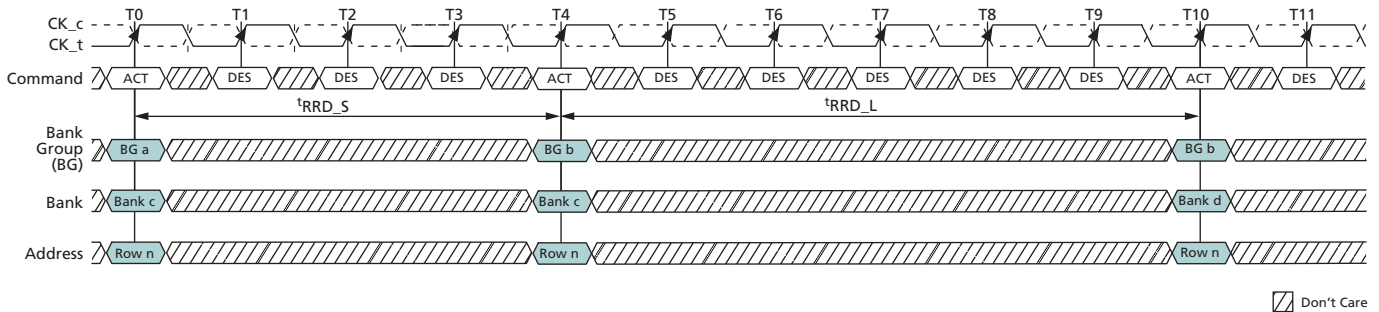 T0 T1 T2 T3 T4 T5 T6 T7 T8 T9 T10 T11
CK_c
CK_t
Command ACT DES DES DES ACT DES DES DES DES DES ACT DES
tRRD_S tRRD_L
Bank
Group
(BG)
BG a BG b BG b
Bank Bank c Bank c Bank d
Address Row n Row n Row n
Don't Care